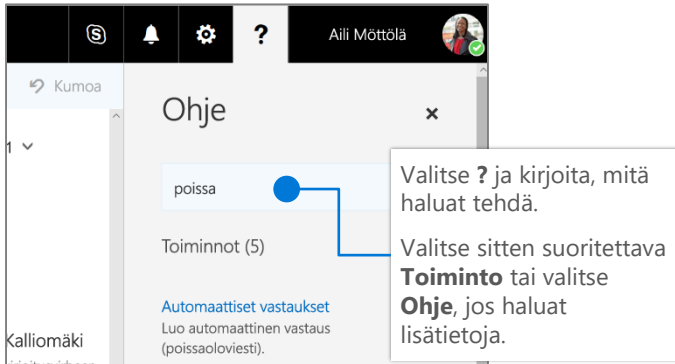 ?
Aili Möttölä
Kumoa
Ohje
1
poissa
Toiminnot (5)
Automaattiset vastaukset
Luo automaattinen vastaus
(poissaoloviesti).
Kalliomäki
Valitse ? ja kirjoita, mitä
haluat tehdä.
Valitse sitten suoritettava
Toiminto tai valitse
Ohje, jos haluat
lisätietoja.